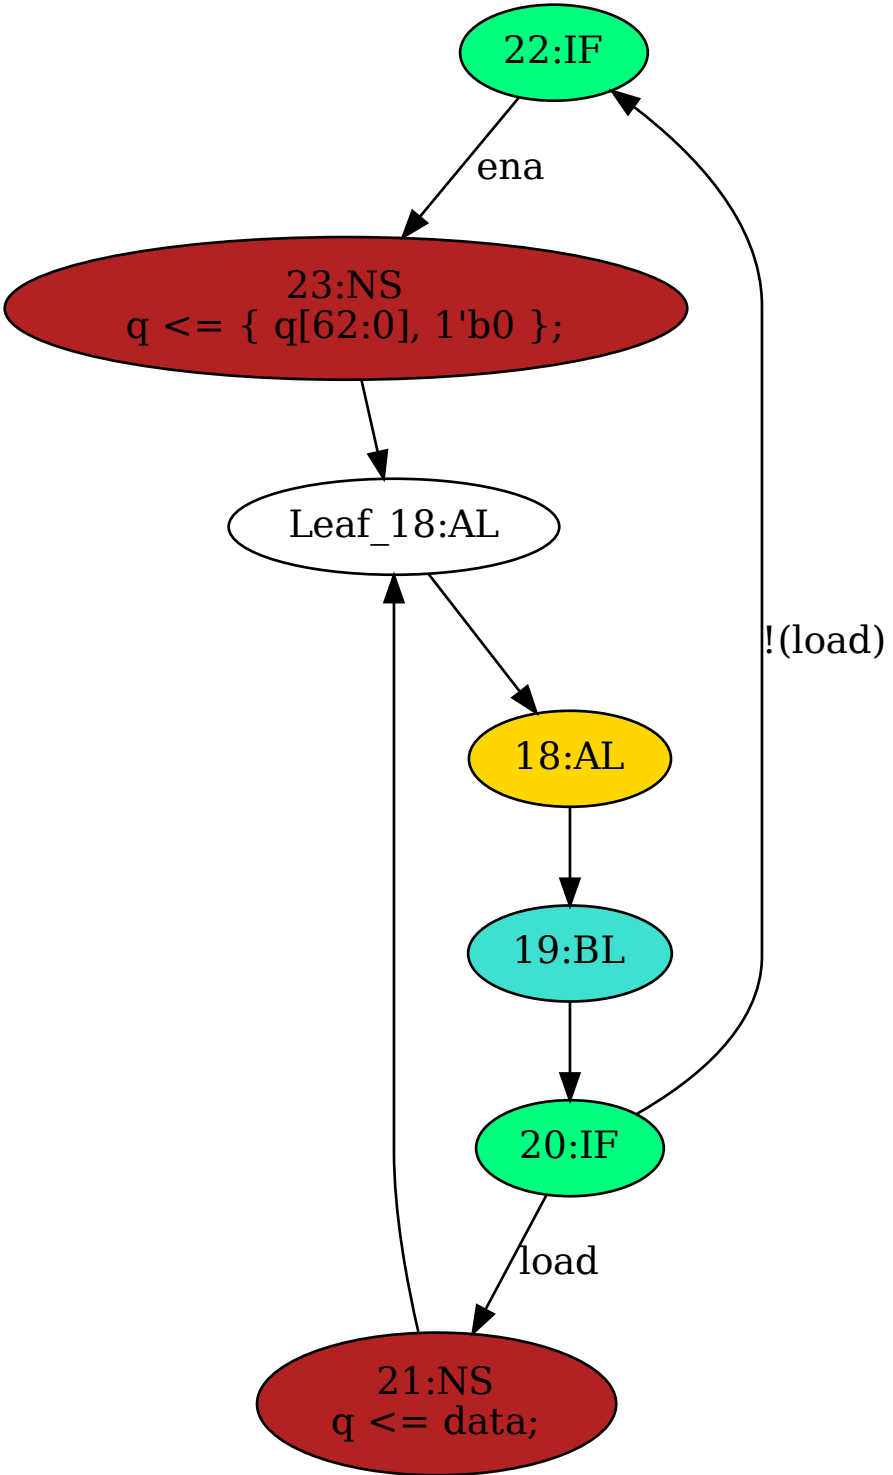 22:IF
ena
23:NS
q <= { q[62:0], 1'b0 };
Leaf_18:AL
!(load)
18:AL
19:BL
20:IF
load
21:NS
q <= data;